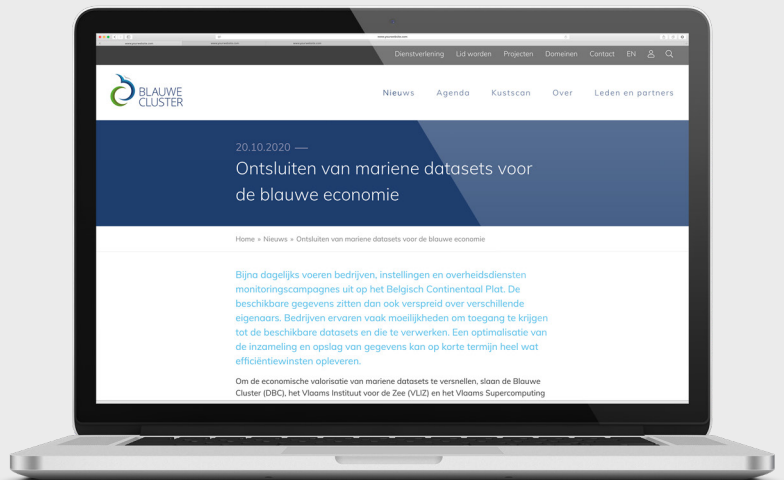 Dienstverlening Lid worden Projecten Domeinen Contact EN
BLAUWE
CLUSTER
Nieuws Agenda Kustscan Over Leden en partners
20.10.2020 —
Ontsluiten van mariene datasets voor
de blauwe economie
Home » Nieuws » Ontsluiten van mariene datasets voor de blauwe economie
Bijna dagelijks voeren bedrijven, instellingen en overheidsdiensten
monitoringscampagnes uit op het Belgisch Continentaal Plat. De
beschikbare gegevens zitten dan ook verspreid over verschillende
eigenaars. Bedrijven ervaren vaak moeilijkheden om toegang te krijgen
tot de beschikbare datasets en die te verwerken. Een optimalisatie van
de inzameling en opslag van gegevens kan op korte termijn heel wat
efficiëntiewinsten opleveren.
Om de economische valorisatie van mariene datasets te versnellen, slaan de Blauwe
Cluster (DBC), het Vlaams Instituut voor de Zee (VLIZ) en het Vlaams Supercomputing